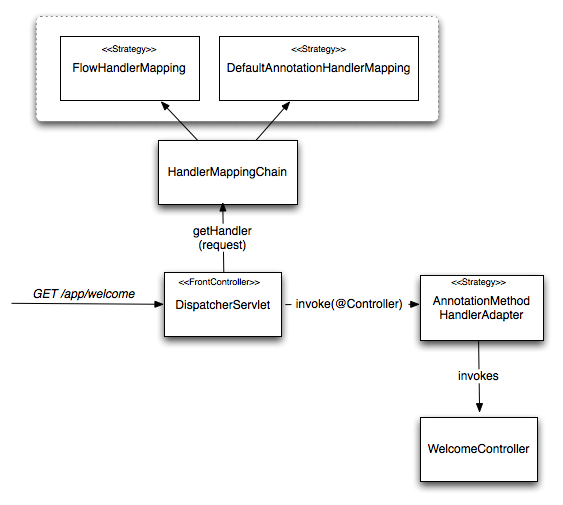 <<Strategy>>
FlowHandlerMapping
<<Strategy>>
DefaultAnnotationHandlerMapping
HandlerMappingChain
getHandler
(request)
GET /app/welcome
<<FrontController>>
DispatcherServlet
invoke(@Controller)
<<Strategy>>
AnnotationMethod
HandlerAdapter
invokes
WelcomeController